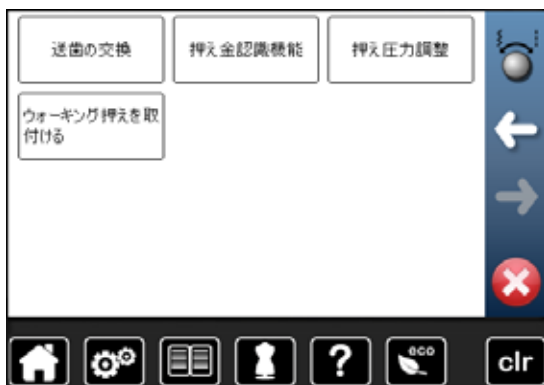 送歯の交換
押え金認識機能
押え圧力調整
ウォーキング押えを取
付ける
?
eco
clr